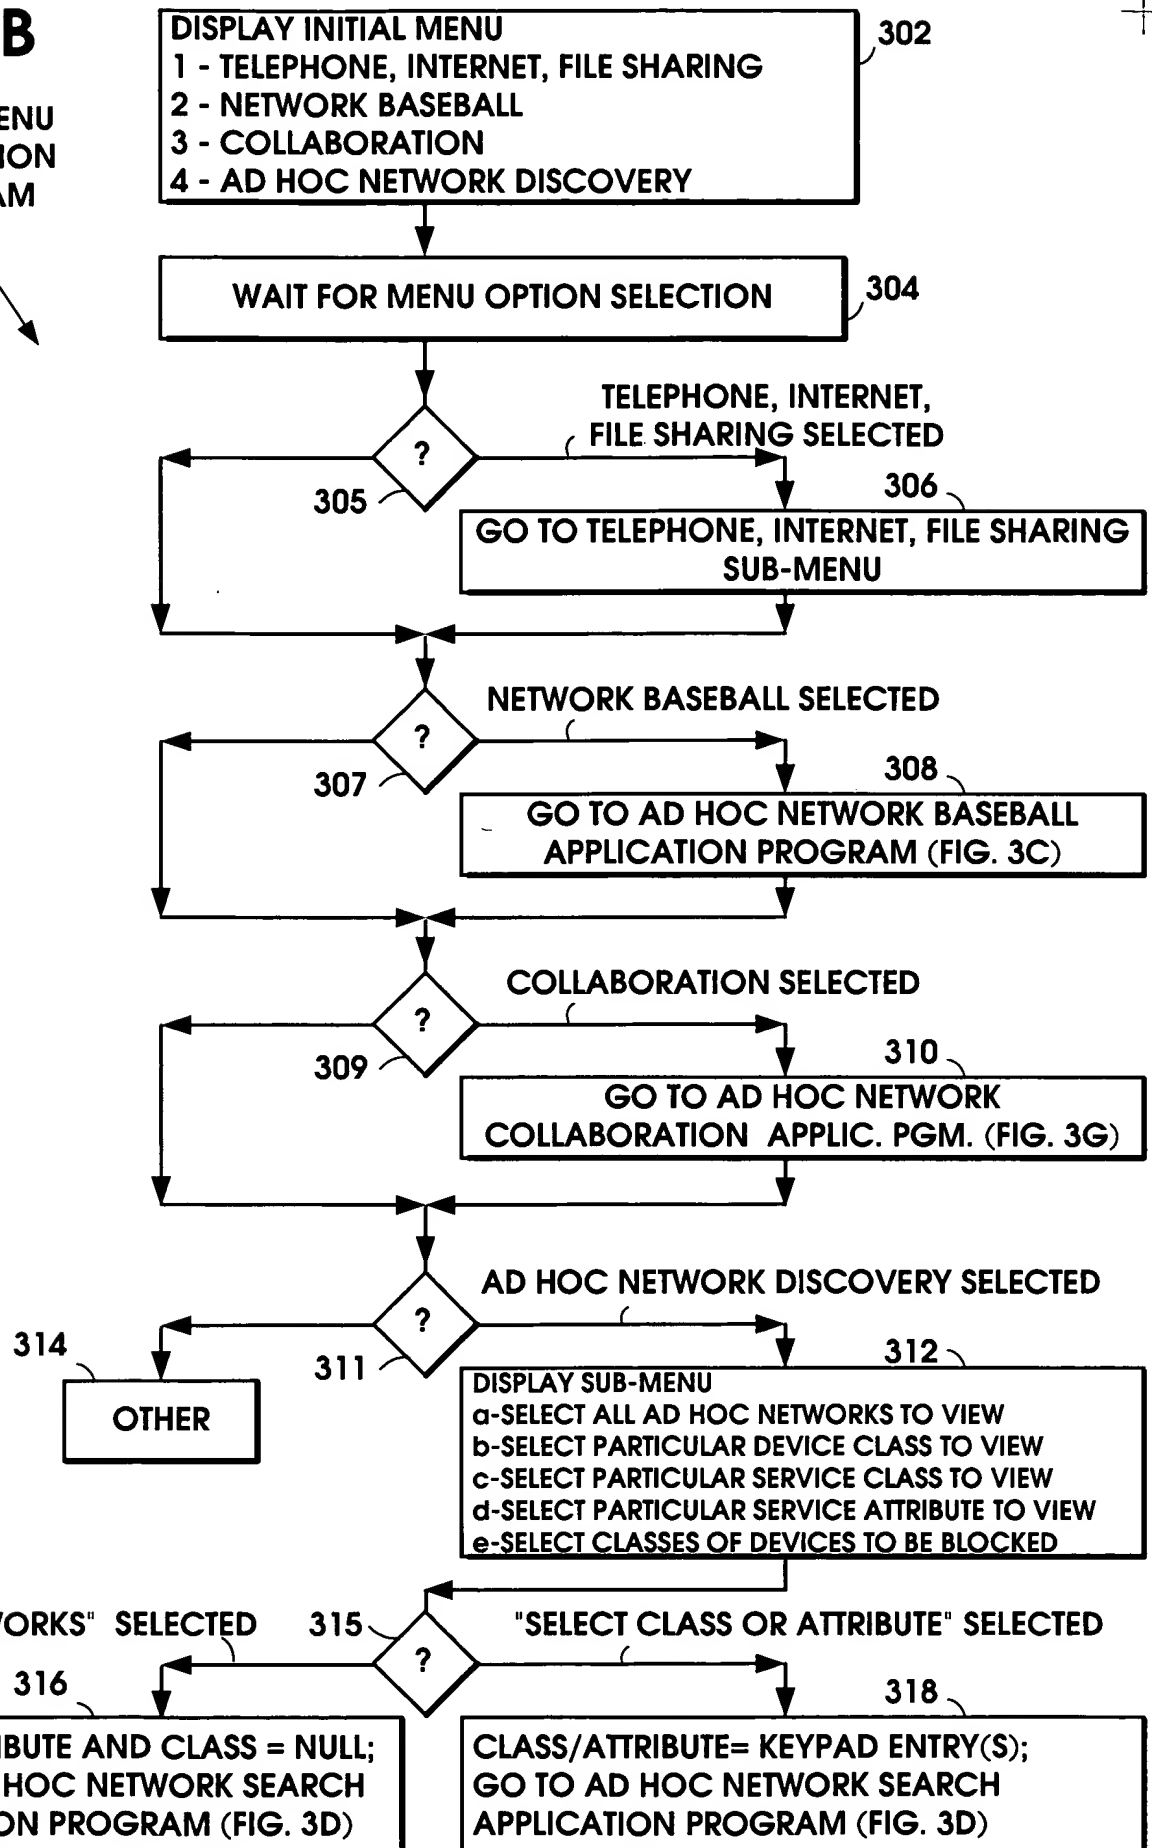 B
DISPLAY INITIAL MENU
1 - TELEPHONE, INTERNET, FILE SHARING
2 - NETWORK BASEBALL
3 - COLLABORATION
4 - AD HOC NETWORK DISCOVERY
302
ENU
ION
AM
WAIT FOR MENU OPTION SELECTION
304
TELEPHONE, INTERNET,
FILE SHARING SELECTED
?
305
306
GO TO TELEPHONE, INTERNET, FILE SHARING
SUB-MENU
NETWORK BASEBALL SELECTED
?
307
308
GO TO AD HOC NETWORK BASEBALL
APPLICATION PROGRAM (FIG. 3C)
COLLABORATION SELECTED
?
309
310
GO TO AD HOC NETWORK
COLLABORATION APPLIC. PGM. (FIG. 3G)
AD HOC NETWORK DISCOVERY SELECTED
?
311
314
OTHER
312
DISPLAY SUB-MENU
a-SELECT ALL AD HOC NETWORKS TO VIEW
b-SELECT PARTICULAR DEVICE CLASS TO VIEW
c-SELECT PARTICULAR SERVICE CLASS TO VIEW
d-SELECT PARTICULAR SERVICE ATTRIBUTE TO VIEW
e-SELECT CLASSES OF DEVICES TO BE BLOCKED
WORKS" SELECTED
315
"SELECT CLASS OR ATTRIBUTE" SELECTED
?
316
IBUTE AND CLASS = NULL;
HOC NETWORK SEARCH
ON PROGRAM (FIG. 3D)
318
CLASS/ATTRIBUTE= KEYPAD ENTRY(S);
GO TO AD HOC NETWORK SEARCH
APPLICATION PROGRAM (FIG. 3D)